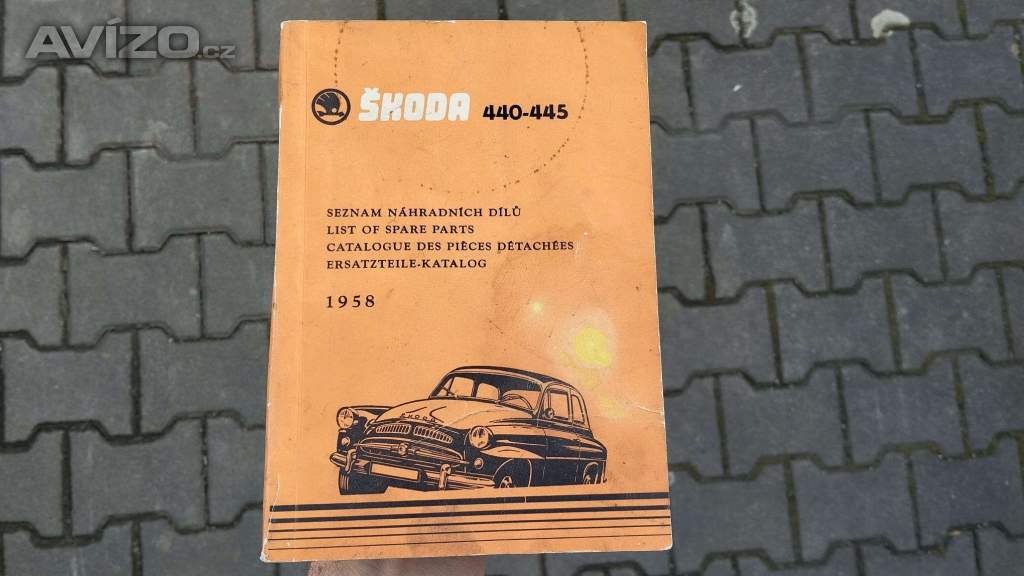 AVÍZO.cz
ŠKODA 440-445
SEZNAM NÁHRADNÍCH DÍLŮ
LIST OF SPARE PARTS
CATALOGUE DES PIÈCES DÉTACHÉES
ERSATZTEILE-KATALOG
1958
ŠKODA